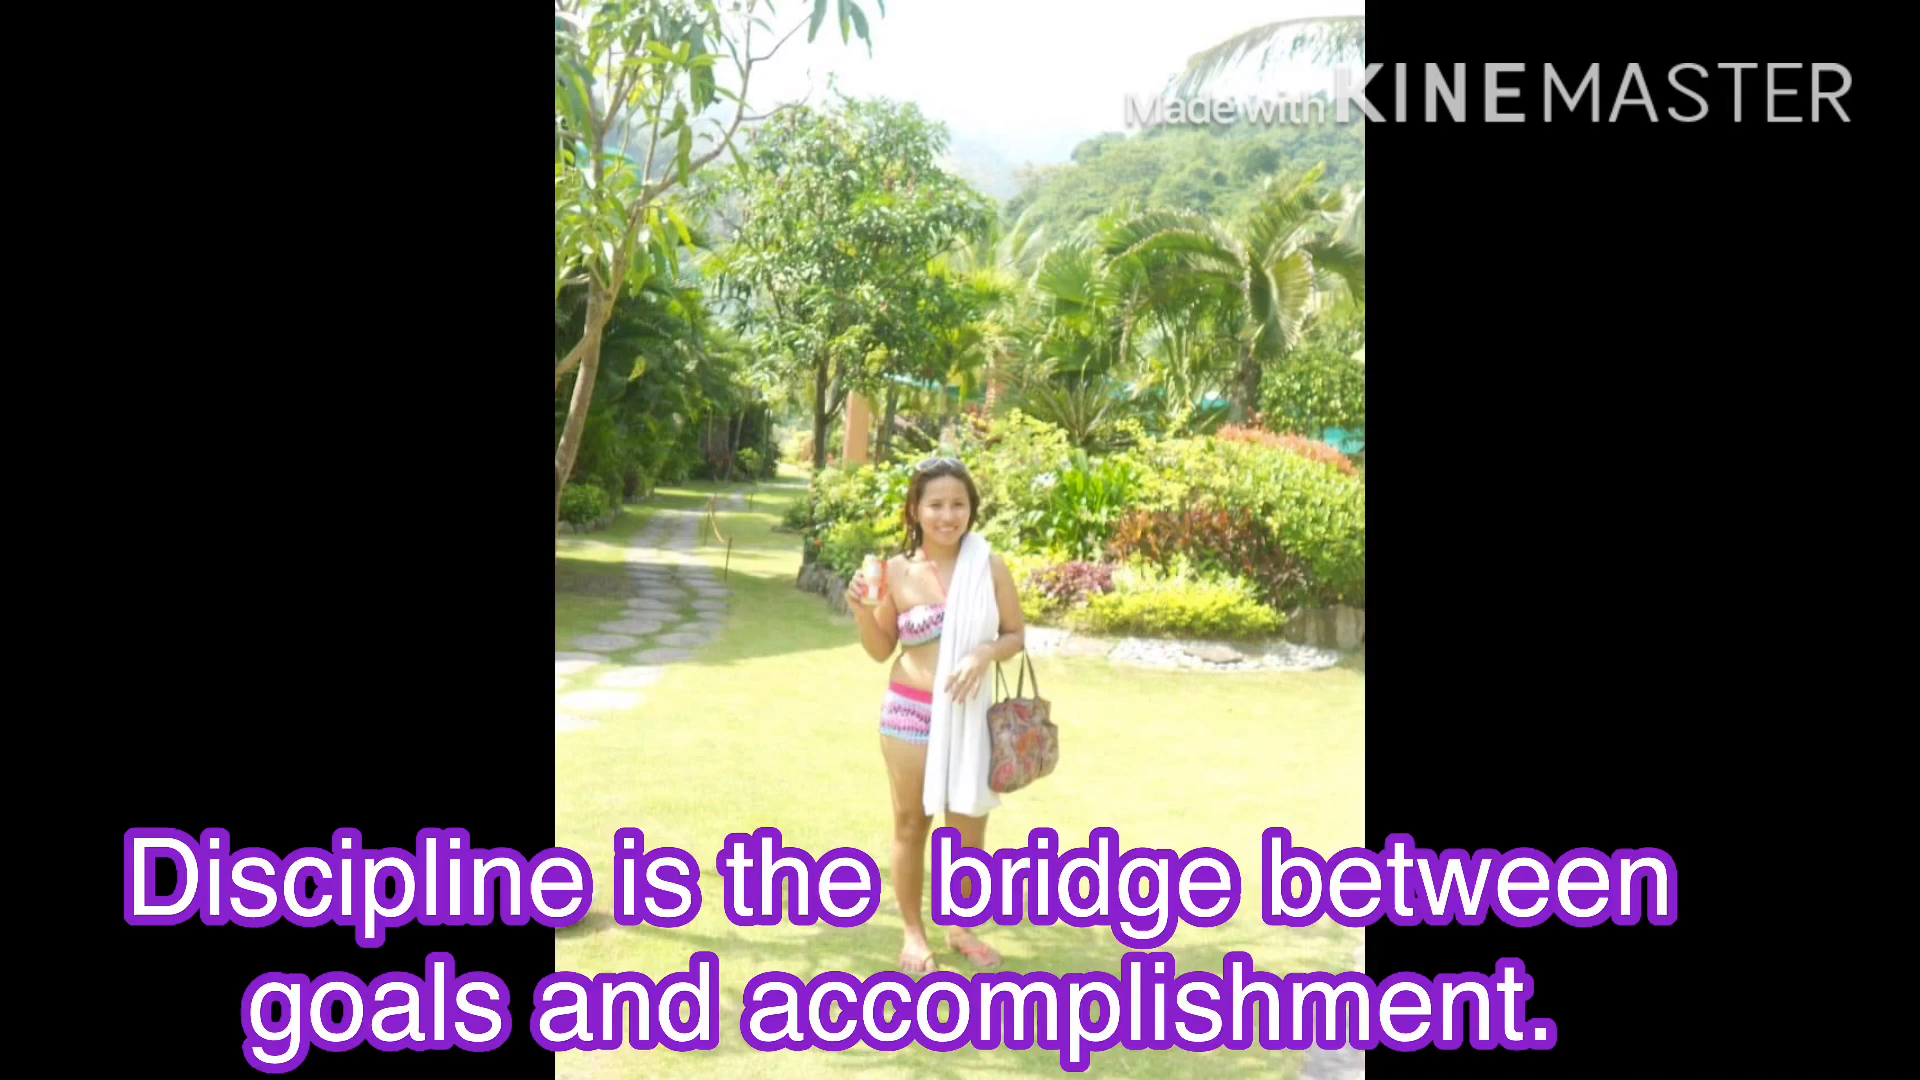 Made with KINEMASTER
Discipline is the  bridge between
goals and accomplishment.